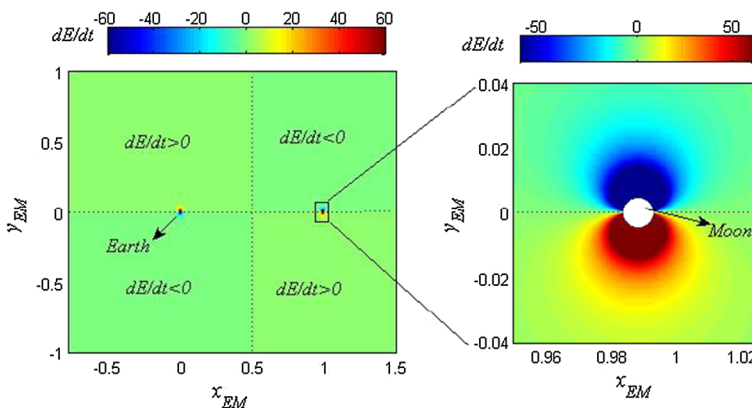 dE/dt
-60 -40 -20 0 20 40 60
1
0.5
0
-0.5
-1
y_EM
dE/dt>0
dE/dt<0
Earth
dE/dt<0
dE/dt>0
-0.5 0 0.5 1 1.5
x_EM
dE/dt
-50 0 50
0.04
0.02
0
-0.02
-0.04
y_EM
Moon
0.96 0.98 1 1.02
x_EM